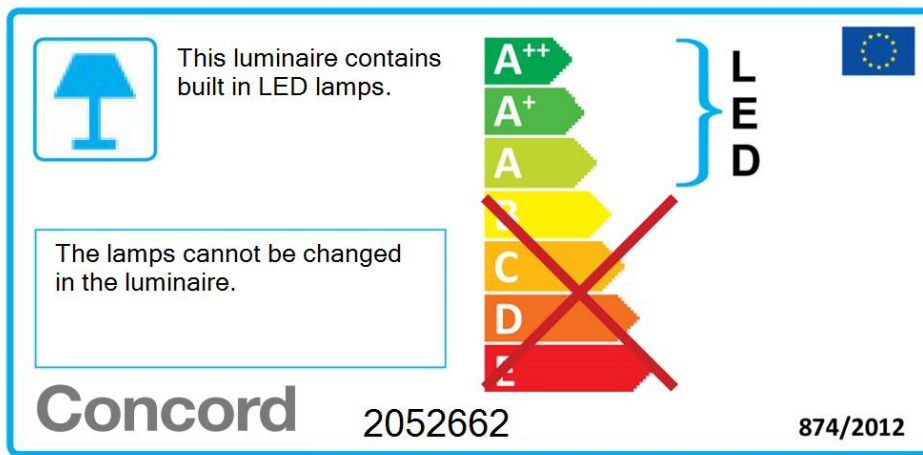 This luminaire contains
built in LED lamps.
A++
A+
A
B
C
D
E
L
E
D
The lamps cannot be changed
in the luminaire.
Concord
2052662
874/2012